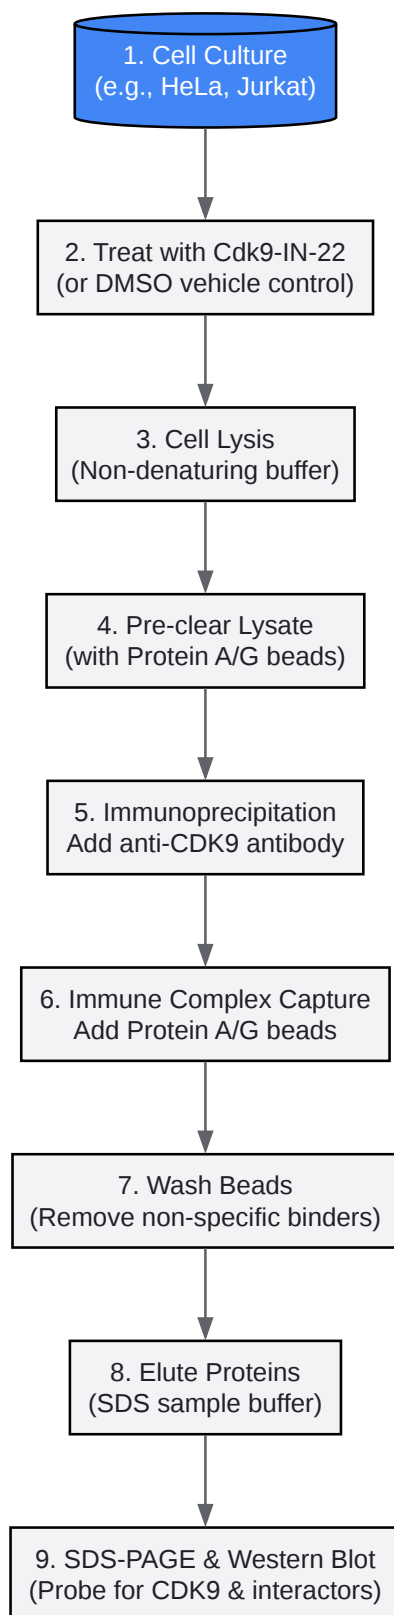 1. Cell Culture
(e.g., HeLa, Jurkat)
2. Treat with Cdk9-IN-22
(or DMSO vehicle control)
3. Cell Lysis
(Non-denaturing buffer)
4. Pre-clear Lysate
(with Protein A/G beads)
5. Immunoprecipitation
Add anti-CDK9 antibody
6. Immune Complex Capture
Add Protein A/G beads
7. Wash Beads
(Remove non-specific binders)
8. Elute Proteins
(SDS sample buffer)
9. SDS-PAGE & Western Blot
(Probe for CDK9 & interactors)